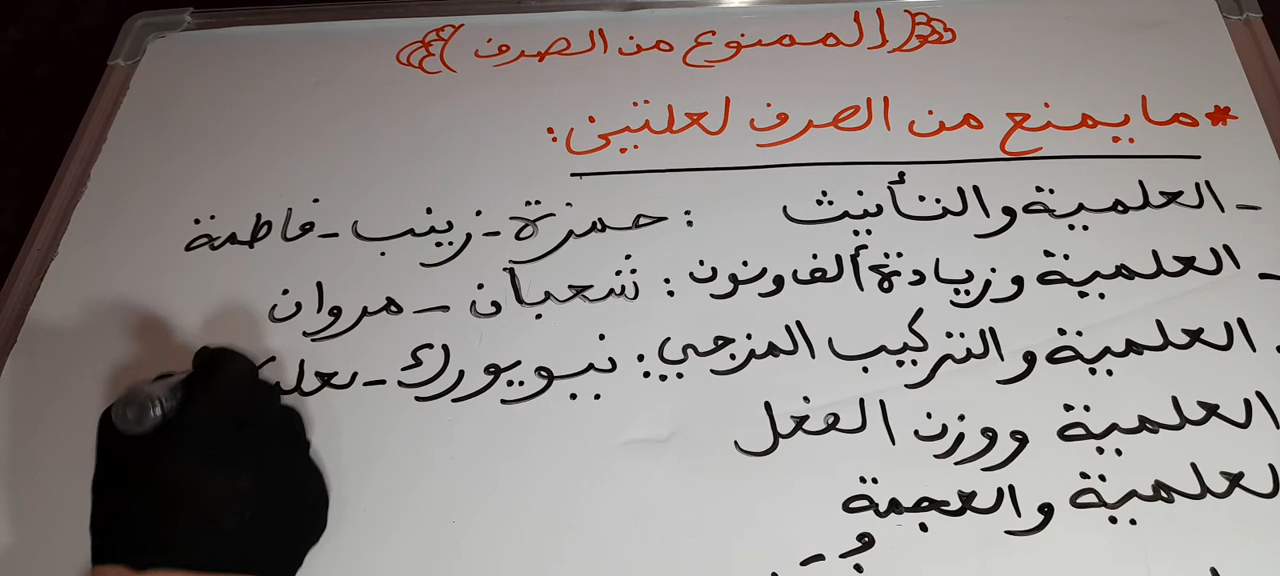 ((الممنوع من الصرف))
* ما يمنع من الصرف لعلتين:
- العلمية والتأنيث : حمزة - زينب - فاطمة
- العلمية وزيادة ألف ونون : شعبان - مروان
العلمية والتركيب المزجي: نيويورك -
العلمية ووزن الفعل
العلمية والعجمة